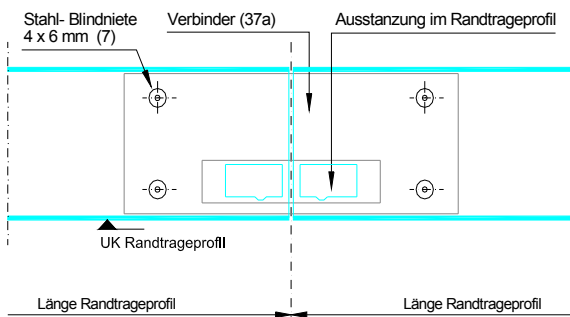 Stahl- Blindniete
4 x 6 mm (7)
Verbinder (37a)
Ausstanzung im Randtrageprofil
UK Randtrageprofil
Länge Randtrageprofil
Länge Randtrageprofil